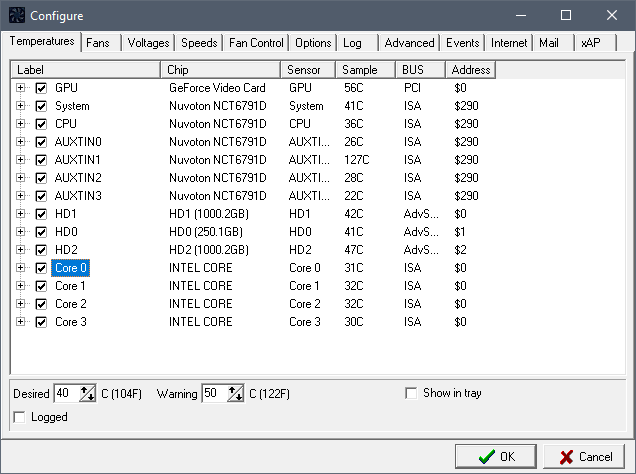 Configure
Temperatures Fans Voltages Speeds Fan Control Options Log Advanced Events Internet Mail xAP
Label Chip Sensor Sample BUS Address
GPU GeForce Video Card GPU 56C PCI $0
System Nuvoton NCT6791D System 41C ISA $290
CPU Nuvoton NCT6791D CPU 36C ISA $290
AUXTIN0 Nuvoton NCT6791D AUXTI... 26C ISA $290
AUXTIN1 Nuvoton NCT6791D AUXTI... 127C ISA $290
AUXTIN2 Nuvoton NCT6791D AUXTI... 28C ISA $290
AUXTIN3 Nuvoton NCT6791D AUXTI... 22C ISA $290
HD1 HD1 (1000.2GB) HD1 42C AdvS... $0
HD0 HD0 (250.1GB) HD0 41C AdvS... $1
HD2 HD2 (1000.2GB) HD2 47C AdvS... $2
Core 0 INTEL CORE Core 0 31C ISA $0
Core 1 INTEL CORE Core 1 32C ISA $0
Core 2 INTEL CORE Core 2 32C ISA $0
Core 3 INTEL CORE Core 3 30C ISA $0
Desired 40 C (104F) Warning 50 C (122F) Show in tray
Logged
OK Cancel